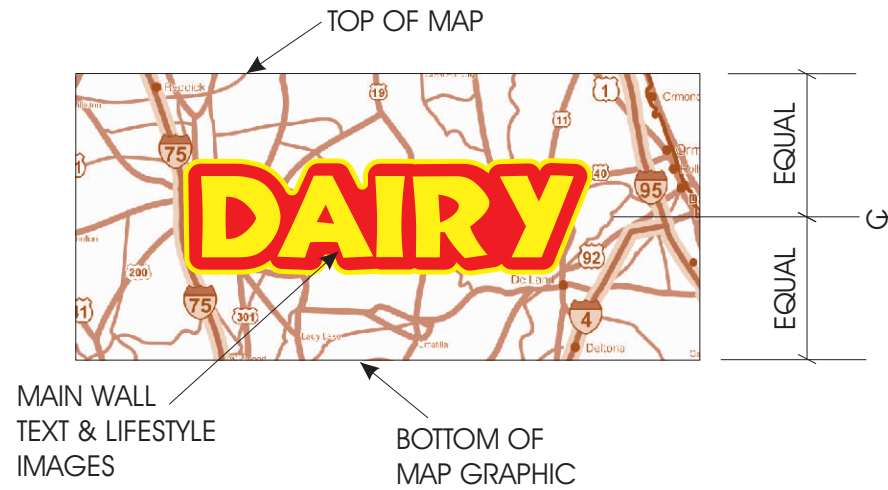 TOP OF MAP
Reddick
19
1
Ormond
11
75
40
95
DAIRY
EQUAL
200
92
De Land
EQUAL
75
301
41
4
Lady Lake
Umatilla
Deltona
MAIN WALL
TEXT & LIFESTYLE
IMAGES
BOTTOM OF
MAP GRAPHIC